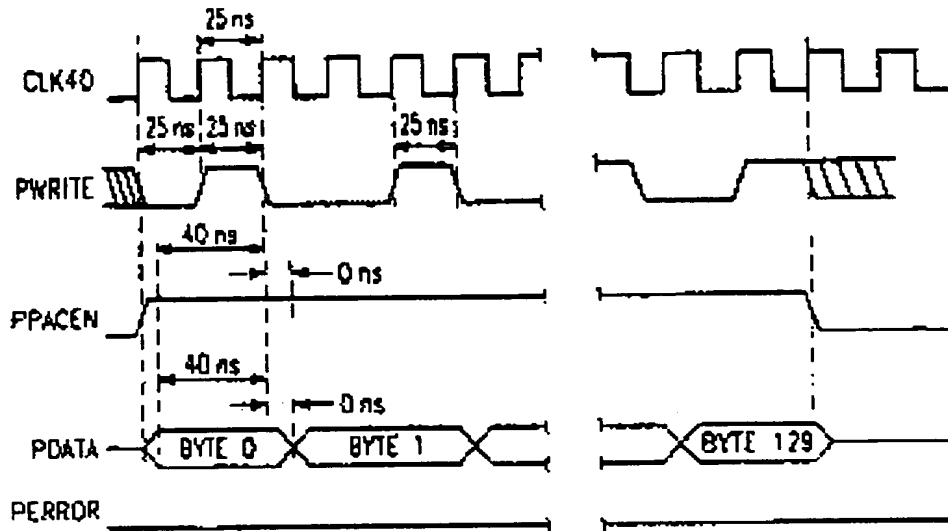 25 ns
CLK40
25 ns 25 ns 25 ns
PWRITE
40 ns
0 ns
PPACEN
40 ns
0 ns
PDATA BYTE 0 BYTE 1 BYTE 129
PERROR